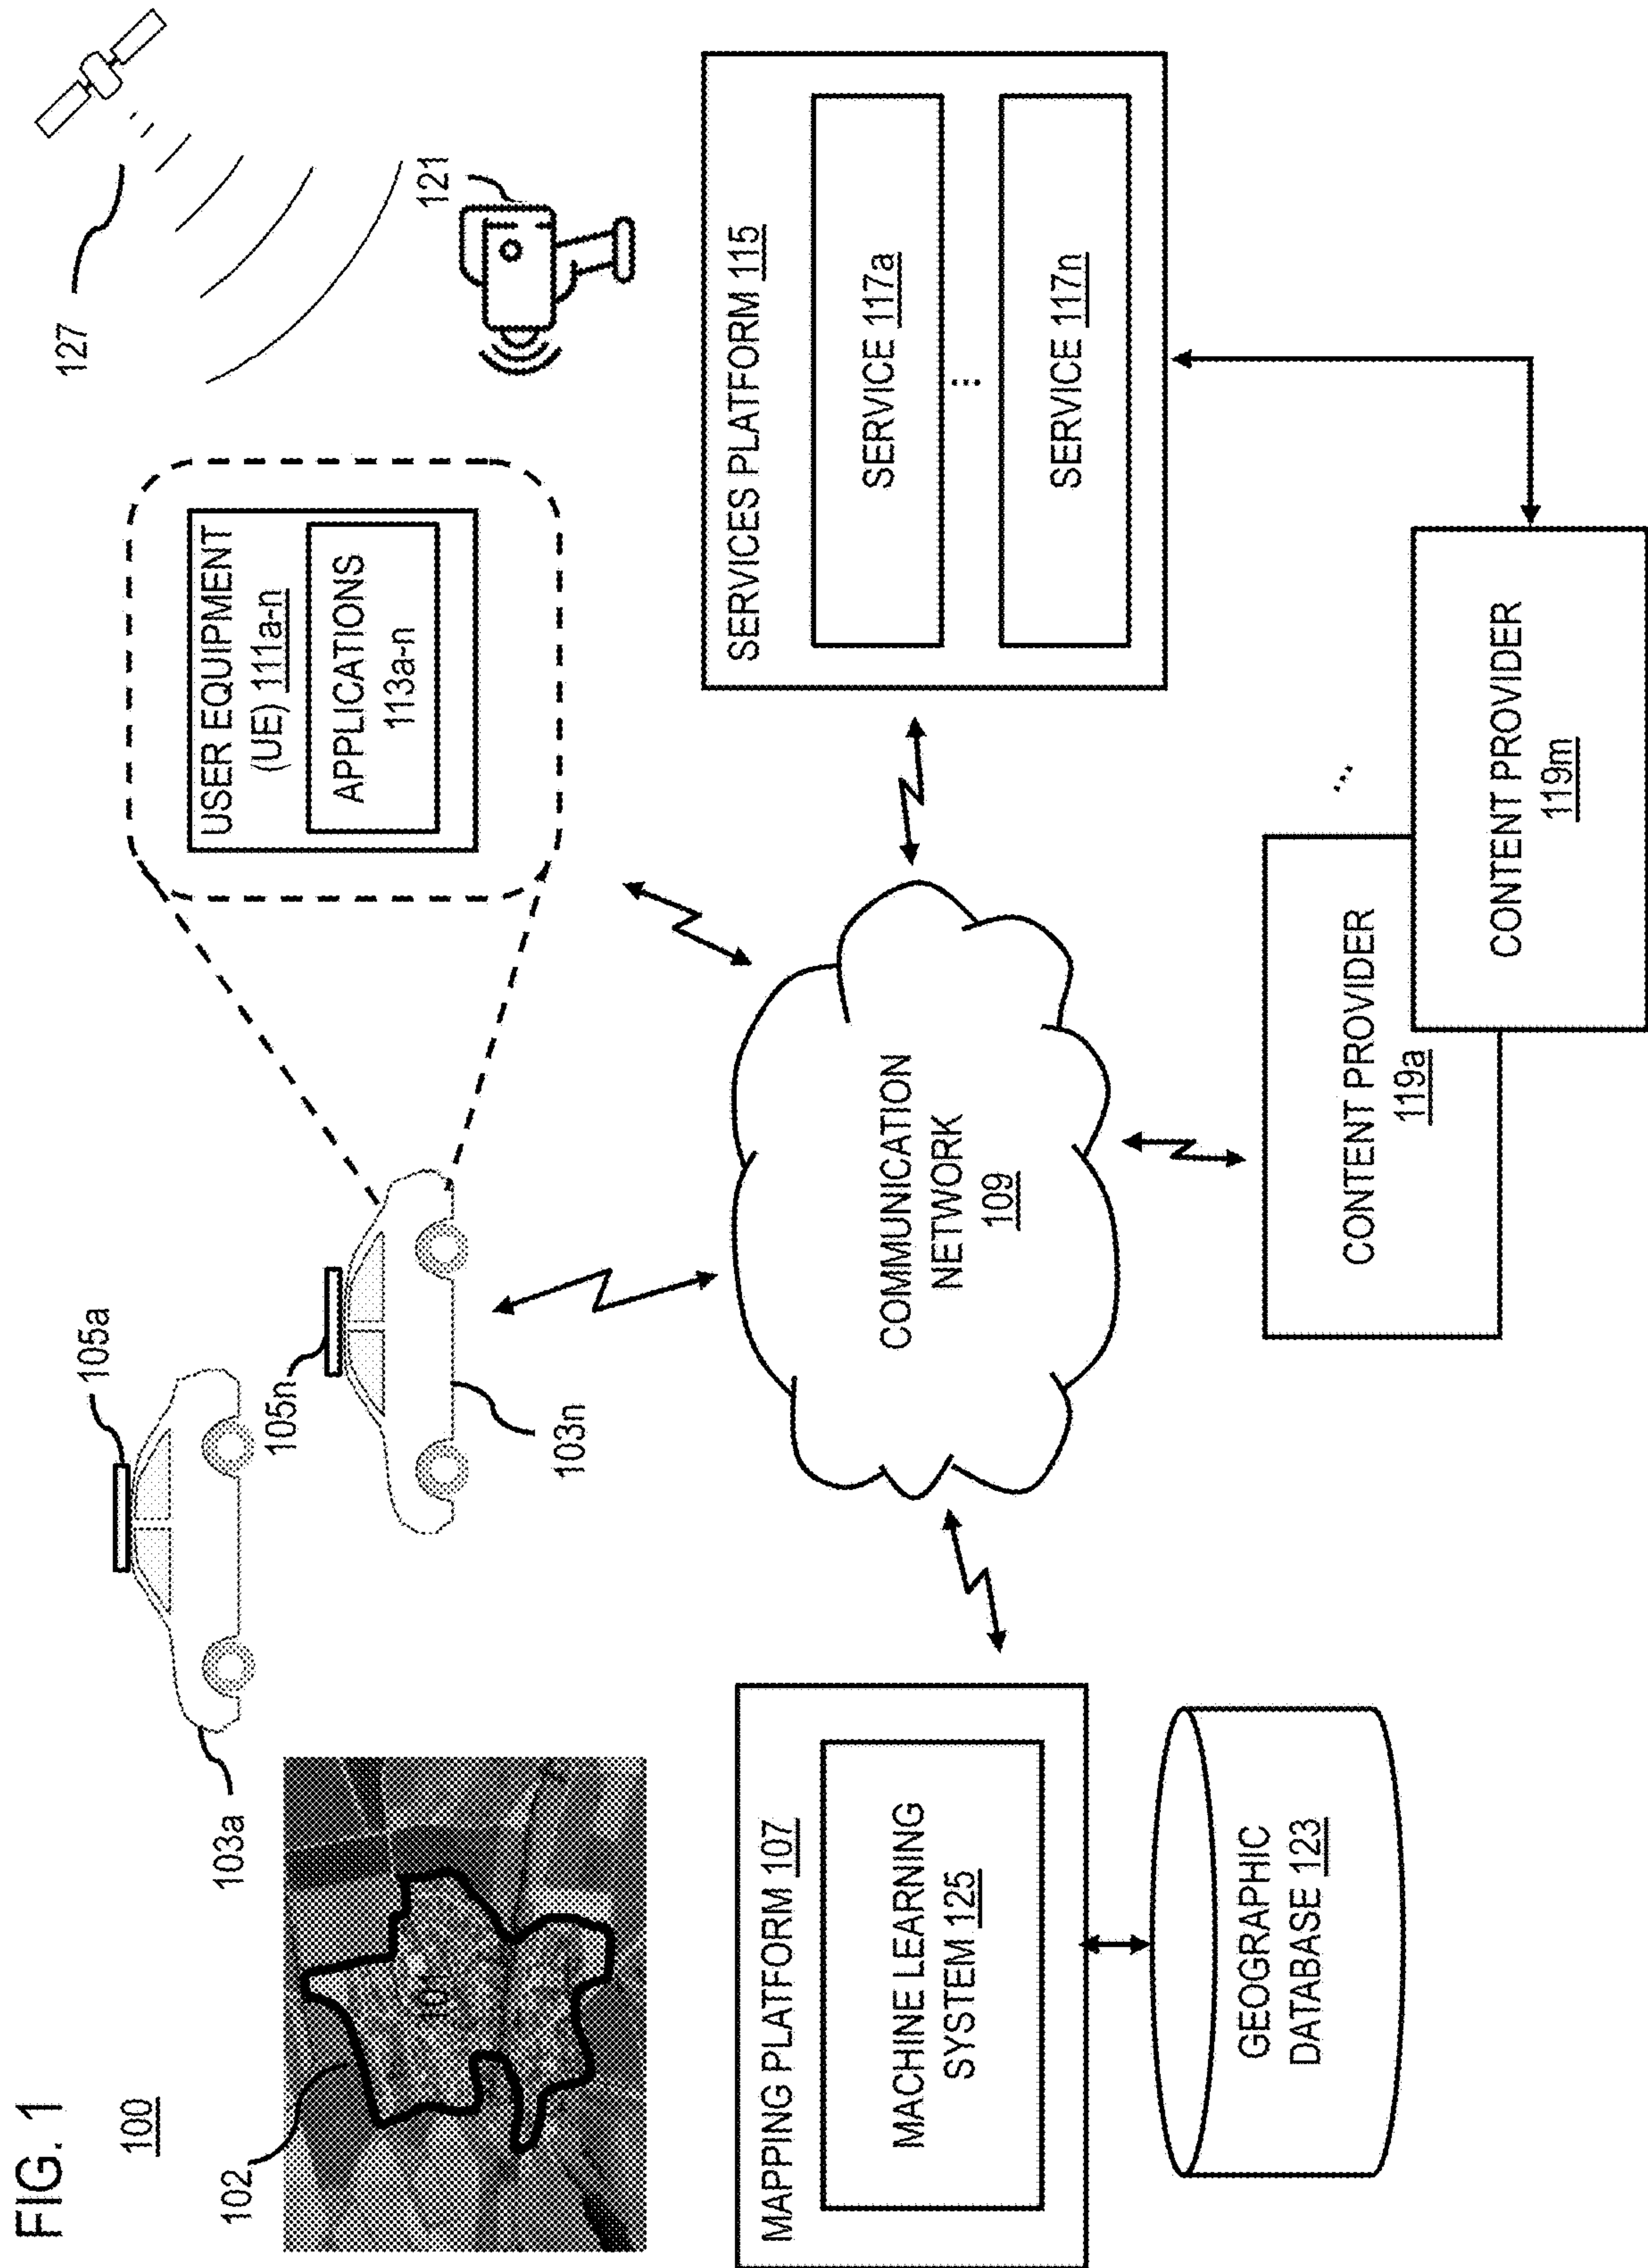 FIG. 1
100
102
101
103a
105a
105n
103n
127
121
USER EQUIPMENT
(UE) 111a-n
APPLICATIONS
113a-n
MAPPING PLATFORM 107
MACHINE LEARNING
SYSTEM 125
GEOGRAPHIC
DATABASE 123
COMMUNICATION
NETWORK
109
SERVICES PLATFORM 115
SERVICE 117a
...
SERVICE 117n
CONTENT PROVIDER
119a
...
CONTENT PROVIDER
119m